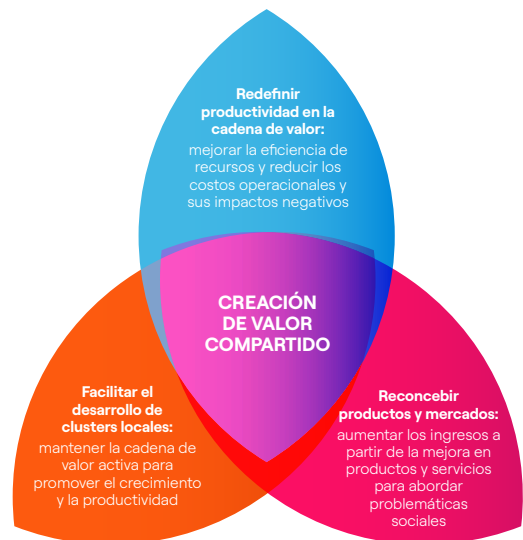 Redefinir
productividad en la
cadena de valor:
mejorar la eficiencia de
recursos y reducir los
costos operacionales y
sus impactos negativos
CREACIÓN
DE VALOR
COMPARTIDO
Facilitar el
desarrollo de
clusters locales:
mantener la cadena de
valor activa para
promover el crecimiento
y la productividad
Reconcebir
productos y mercados:
aumentar los ingresos a
partir de la mejora en
productos y servicios
para abordar
problemáticas
sociales